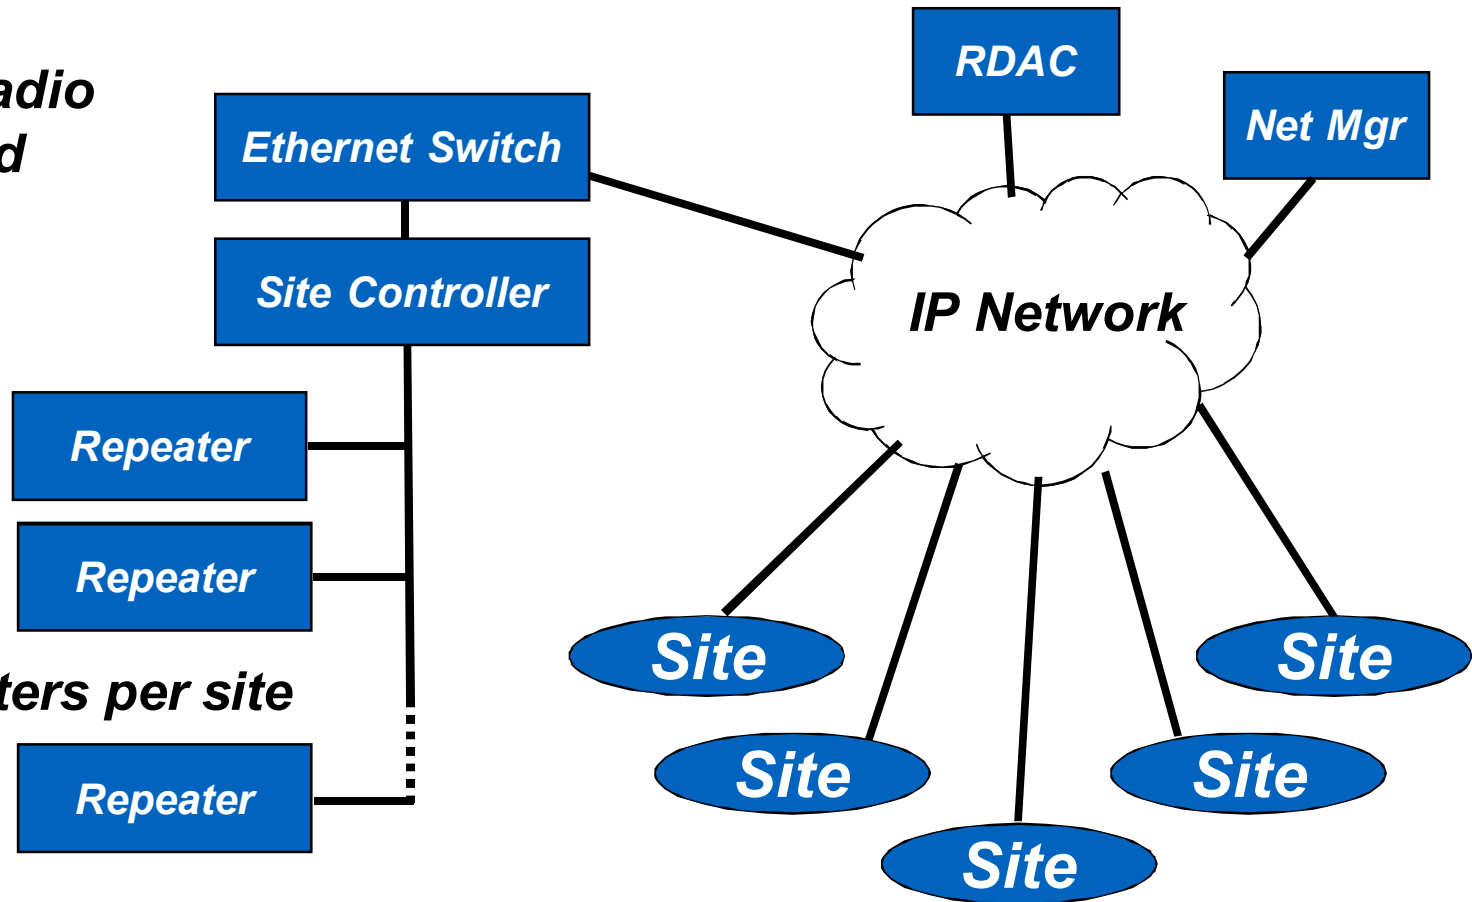 RDAC
adio
Net Mgr
Ethernet Switch
d
Site Controller
IP Network
Repeater
Repeater
Site
Site
ters per site
Site
Site
Repeater
Site